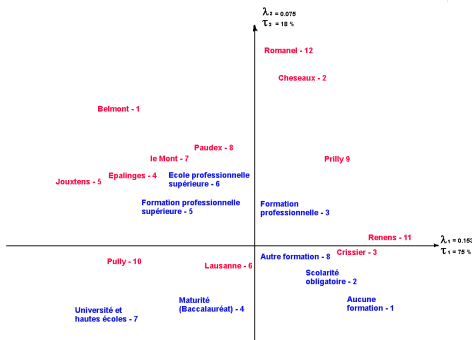 λ₂ = 0.075
τ₂ = 18 %
Romanel - 12
Cheseaux - 2
Belmont - 1
Paudex - 8
le Mont - 7
Prilly 9
Epalinges - 4
Ecole professionnelle
supérieure - 6
Jouxtens - 5
Formation professionnelle
supérieure - 5
Formation
professionnelle - 3
Renens - 11
λ₁ = 0.153
τ₁ = 75 %
Crissier - 3
Autre formation - 8
Pully - 10
Lausanne - 6
Scolarité
obligatoire - 2
Maturité
(Baccalauréat) - 4
Aucune
formation - 1
Université et
hautes écoles - 7